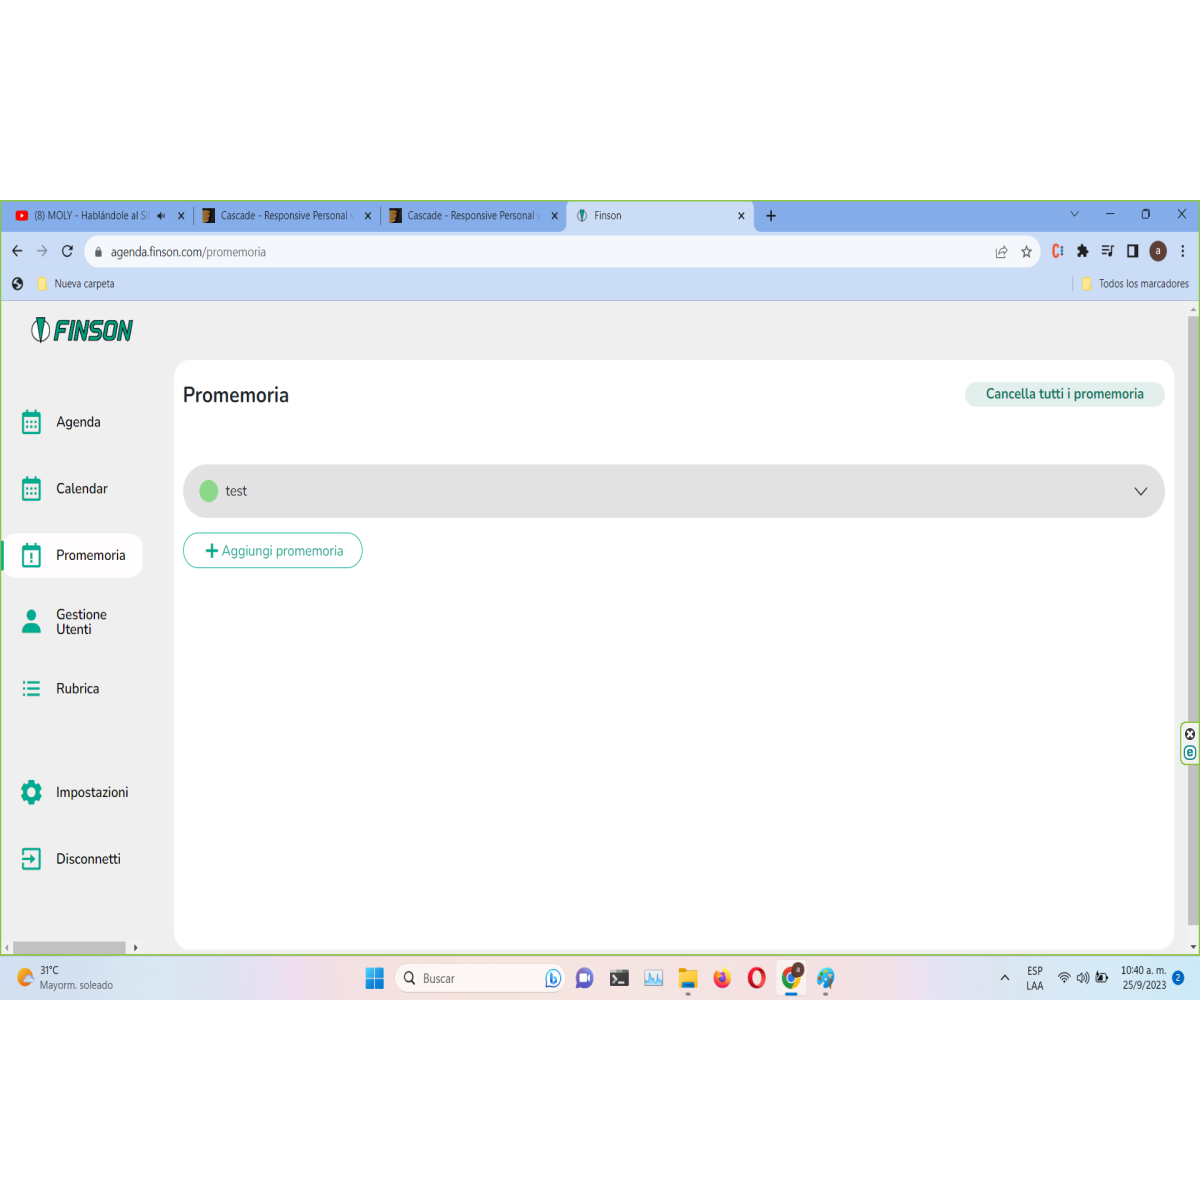 (8) MOLY - Hablándole al Si
Cascade - Responsive Personal
Cascade - Responsive Personal
Finson
agenda.finson.com/promemoria
a
Nueva carpeta
Todos los marcadores
FINSON
Promemoria
Cancella tutti i promemoria
Agenda
Calendar
Promemoria
Gestione
Utenti
Rubrica
Impostazioni
Disconnetti
test
+ Aggiungi promemoria
31°C
Mayorm. soleado
Buscar
ESP
LAA
10:40 a. m.
25/9/2023
2